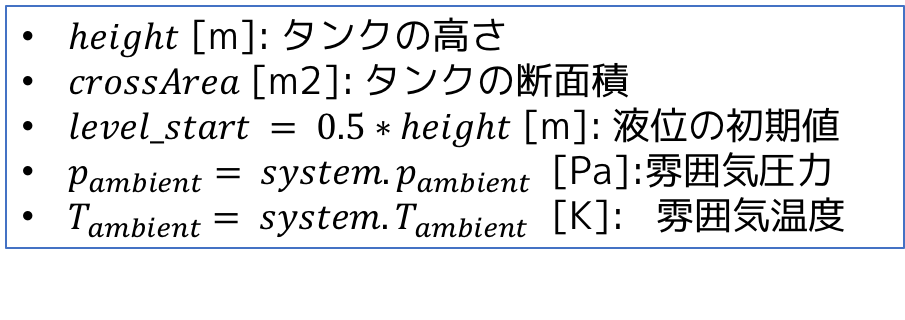 • height [m]: タンクの高さ
• crossArea [m2]: タンクの断面積
• level_start = 0.5 ∗ height [m]: 液位の初期値
• p_ambient = system. p_ambient [Pa]:雰囲気圧力
• T_ambient = system. T_ambient [K]: 雰囲気温度